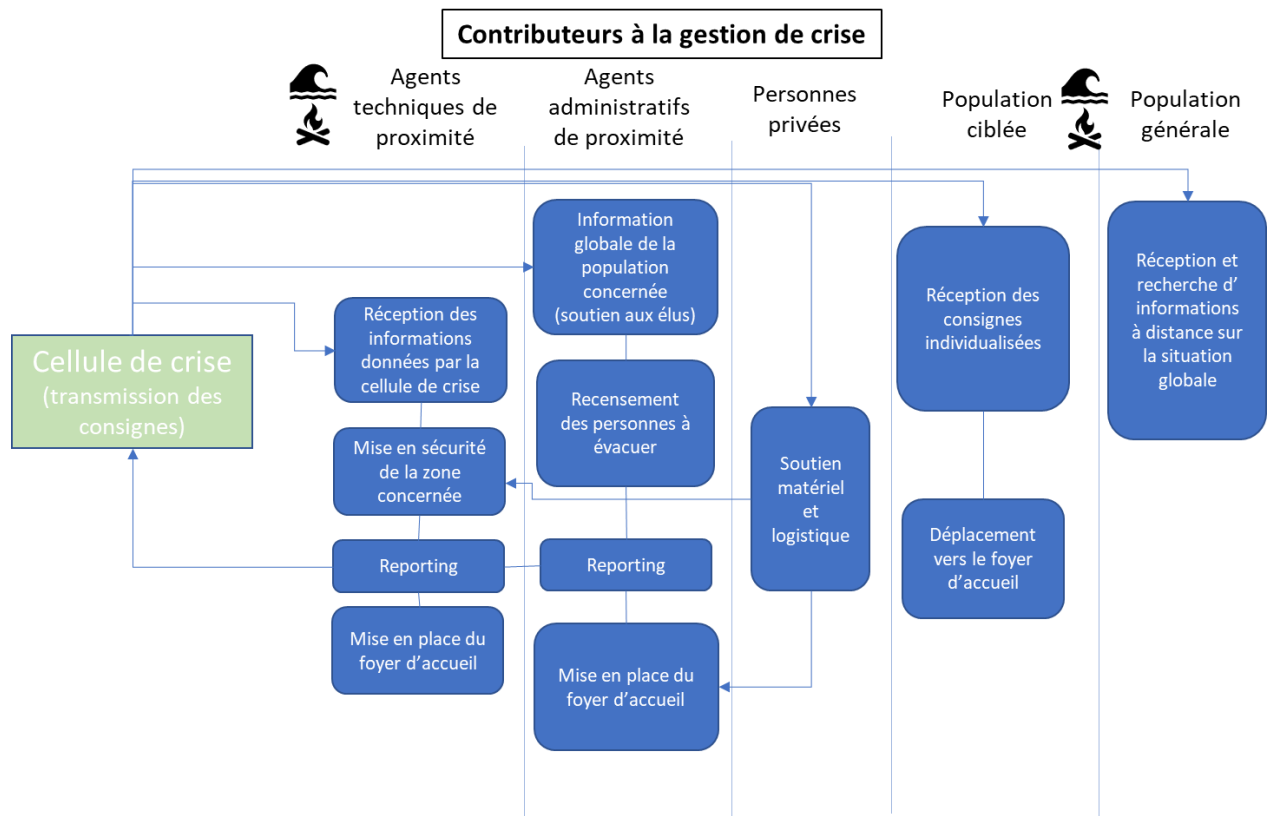 Contributeurs à la gestion de crise
Agents
techniques de
proximité
Agents
administratifs
de proximité
Personnes
privées
Population
ciblée
Population
générale
Cellule de crise
(transmission des
consignes)
Réception des
informations
données par la
cellule de crise
Mise en sécurité
de la zone
concernée
Reporting
Mise en place du
foyer d’accueil
Information
globale de la
population
concernée
(soutien aux élus)
Recensement
des personnes à
évacuer
Reporting
Mise en place du
foyer d’accueil
Soutien
matériel
et
logistique
Réception des
consignes
individualisées
Déplacement
vers le foyer
d’accueil
Réception et
recherche d’
informations
à distance sur
la situation
globale